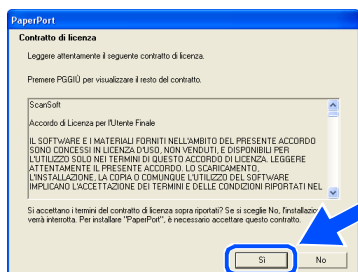 PaperPort
Contratto di licenza
Leggere attentamente il seguente contratto di licenza.
Premere PGGIÙ per visualizzare il resto del contratto.
ScanSoft
Accordo di Licenza per l'Utente Finale
IL SOFTWARE E I MATERIALI FORNITI NELL'AMBITO DEL PRESENTE ACCORDO
SONO CONCESSI IN LICENZA D'USO, NON VENDUTI, E DISPONIBILI PER
L'UTILIZZO SOLO NEI TERMINI DI QUESTO ACCORDO DI LICENZA. LEGGERE
ATTENTAMENTE IL PRESENTE ACCORDO. LO SCARICAMENTO,
L'INSTALLAZIONE, LA COPIA O COMUNQUE L'UTILIZZO DEL SOFTWARE
IMPLICANO L'ACCETTAZIONE DEI TERMINI E DELLE CONDIZIONI RIPORTATI NEL
Si accettano i termini del contratto di licenza sopra riportati? Se si sceglie No, l'installazione
verrà interrotta. Per installare "PaperPort", è necessario accettare questo contratto.
Sì
No